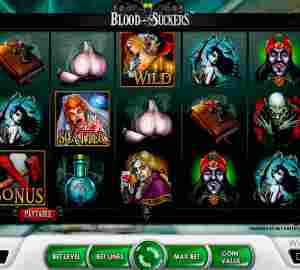 BLOOD SUCKERS
WILD
SCATTER
BONUS
PAYTABLE
BET LEVEL
BET LINES
MAX BET
COIN
VALUE